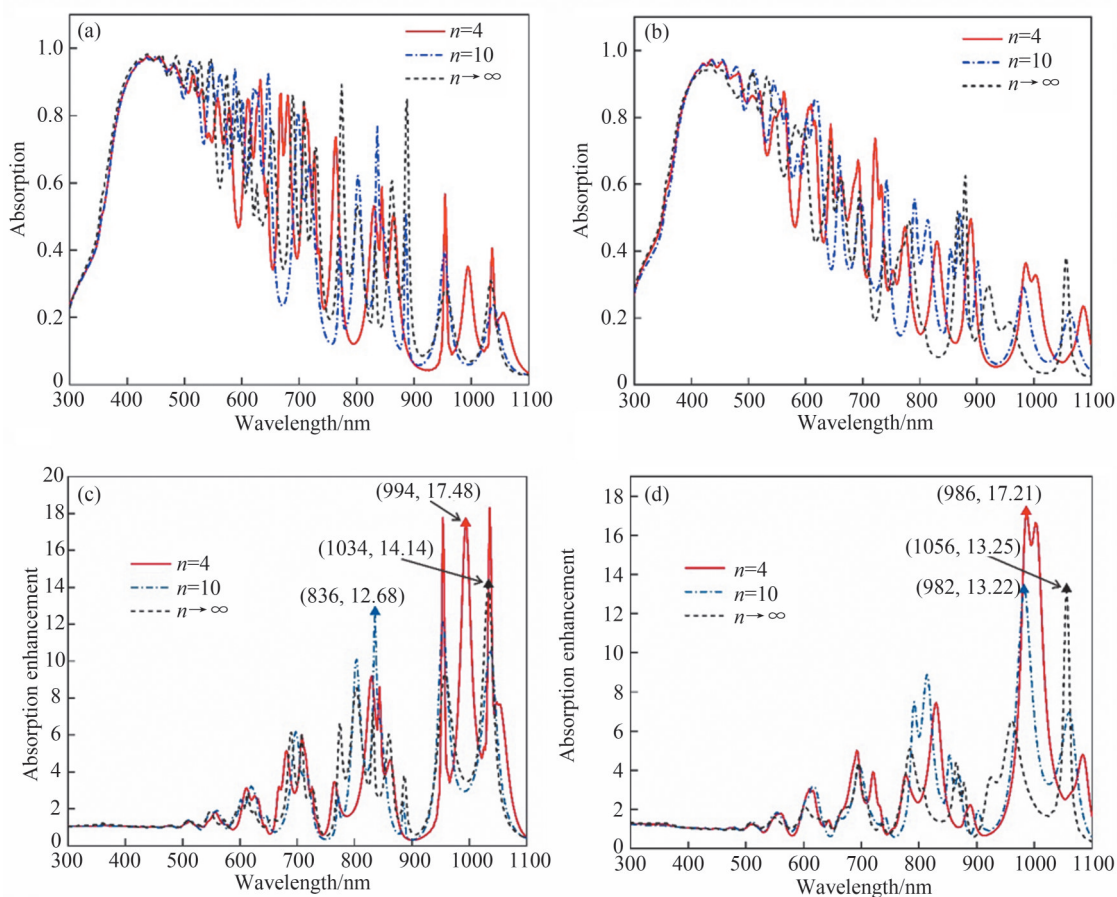 (a)
n=4
n=10
n→∞
Absorption
1.0
0.8
0.6
0.4
0.2
0
300 400 500 600 700 800 900 1000 1100
Wavelength/nm
(b)
n=4
n=10
n→∞
Absorption
1.0
0.8
0.6
0.4
0.2
0
300 400 500 600 700 800 900 1000 1100
Wavelength/nm
(c)
(994, 17.48)
(1034, 14.14)
(836, 12.68)
n=4
n=10
n→∞
Absorption enhancement
20
18
16
14
12
10
8
6
4
2
0
300 400 500 600 700 800 900 1000 1100
Wavelength/nm
(d)
(986, 17.21)
(1056, 13.25)
(982, 13.22)
n=4
n=10
n→∞
Absorption enhancement
18
16
14
12
10
8
6
4
2
0
300 400 500 600 700 800 900 1000 1100
Wavelength/nm